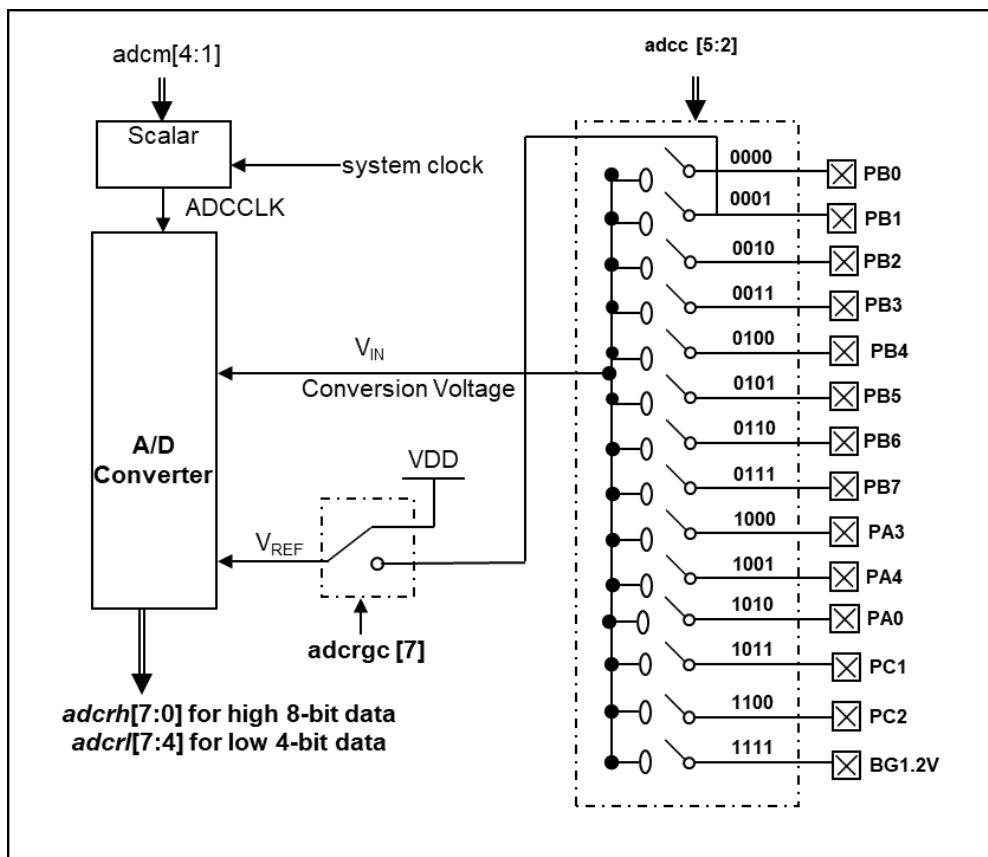 adcm[4:1]
Scalar
system clock
ADCCLK
A/D
Converter
VIN
Conversion Voltage
VDD
VREF
adcrgc [7]
adcrh[7:0] for high 8-bit data
adcrl[7:4] for low 4-bit data
adcc [5:2]
0000 PB0
0001 PB1
0010 PB2
0011 PB3
0100 PB4
0101 PB5
0110 PB6
0111 PB7
1000 PA3
1001 PA4
1010 PA0
1011 PC1
1100 PC2
1111 BG1.2V